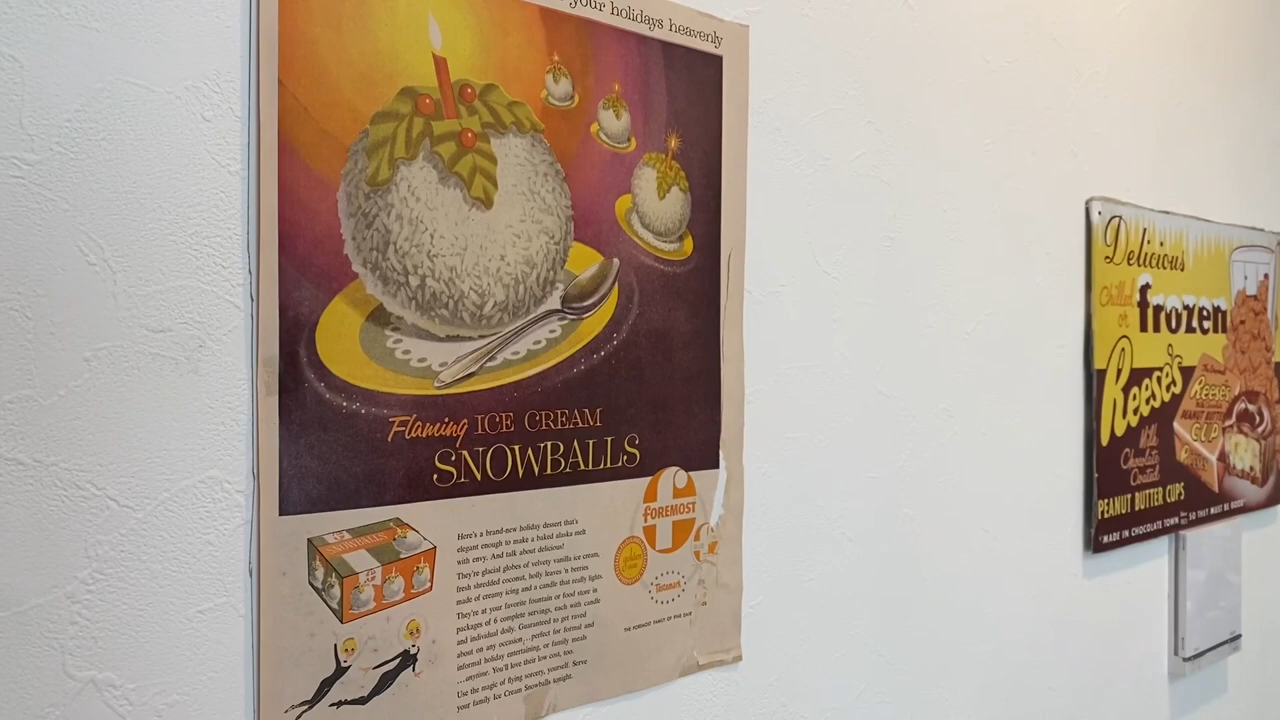 your holidays heavenly
Flaming ICE CREAM
SNOWBALLS
SNOWBALLS
Here's a brand-new holiday dessert that's
elegant enough to make a baked alaska melt
with envy. And talk about delicious!
They're glacial globes of velvety vanilla ice cream,
fresh shredded coconut, holly leaves 'n berries
made of creamy icing and a candle that really lights.
They're at your favorite fountain or food store in
packages of 6 complete servings, each with candle
and individual doily. Guaranteed to get raved
about on any occasion...perfect for formal and
informal holiday entertaining, or family meals
...anytime. You'll love their low cost, too.
Use the magic of flying sorcery, yourself. Serve
your family Ice Cream Snowballs tonight.
f
FOREMOST
golden
THE FOREMOST FAMILY OF FINE
Delicious
Chilled
or
frozen
Reese's
Milk
Chocolate
Coated
PEANUT BUTTER CUPS
"MADE IN CHOCOLATE TOWN SO THEY MUST BE GOOD"
REESE'S
PEANUT BUTTER
CUP